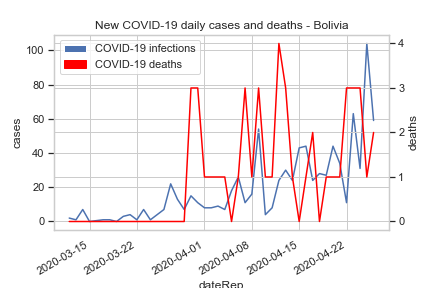 New COVID-19 daily cases and deaths - Bolivia
COVID-19 infections
COVID-19 deaths
100
80
60
40
20
0
cases
4
3
2
1
0
deaths
2020-03-15
2020-03-22
2020-04-01
2020-04-08
2020-04-15
2020-04-22
dateRep